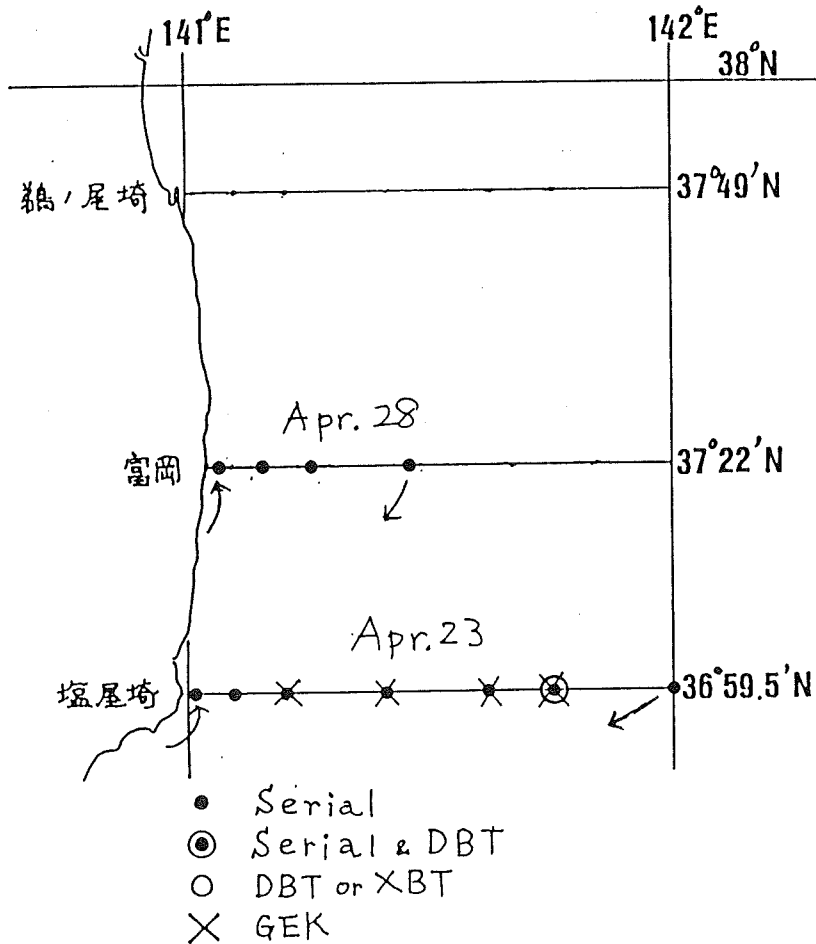 141°E
142°E
38°N
鵜ノ尾埼
37°49'N
Apr. 28
富岡
37°22'N
Apr. 23
塩屋埼
36°59.5'N
Serial
Serial & DBT
DBT or XBT
GEK